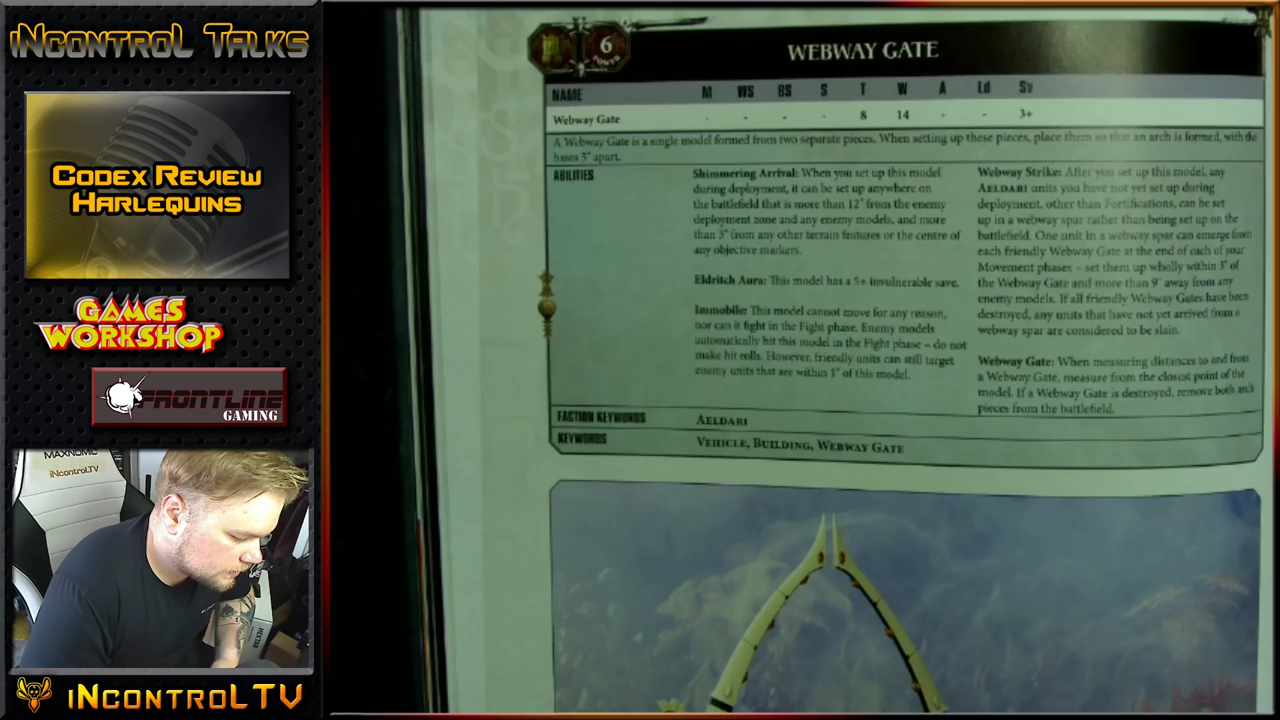 iNcontroL Talks
Codex Review
Harlequins
GAMES
WORKSHOP
FRONTLINE
GAMING
MAXNOMIC
iNcontroLTV
iNcontroLTV
6
POWER
WEBWAY GATE
NAME M WS BS S T W A Ld Sv
Webway Gate - - - - 8 14 - - 3+
A Webway Gate is a single model formed from two separate pieces. When setting up these pieces, place them so that an arch is formed, with the
bases 3" apart.
ABILITIES
Shimmering Arrival: When you set up this model
during deployment, it can be set up anywhere on
the battlefield that is more than 12" from the enemy
deployment zone and any enemy models, and more
than 3" from any other terrain features or the centre of
any objective markers.
Eldritch Aura: This model has a 5+ invulnerable save.
Immobile: This model cannot move for any reason,
nor can it fight in the Fight phase. Enemy models
automatically hit this model in the Fight phase – do not
make hit rolls. However, friendly units can still target
enemy units that are within 1" of this model.
Webway Strike: After you set up this model, any
AELDARI units you have not yet set up during
deployment, other than Fortifications, can be set
up in a webway spar rather than being set up on the
battlefield. One unit in a webway spar can emerge from
each friendly Webway Gate at the end of each of your
Movement phases – set them up wholly within 3" of
the Webway Gate and more than 9" away from any
enemy models. If all friendly Webway Gates have been
destroyed, any units that have not yet arrived from a
webway spar are considered to be slain.
Webway Gate: When measuring distances to and from
a Webway Gate, measure from the closest point of the
model. If a Webway Gate is destroyed, remove both arch
pieces from the battlefield.
FACTION KEYWORDS AELDARI
KEYWORDS VEHICLE, BUILDING, WEBWAY GATE